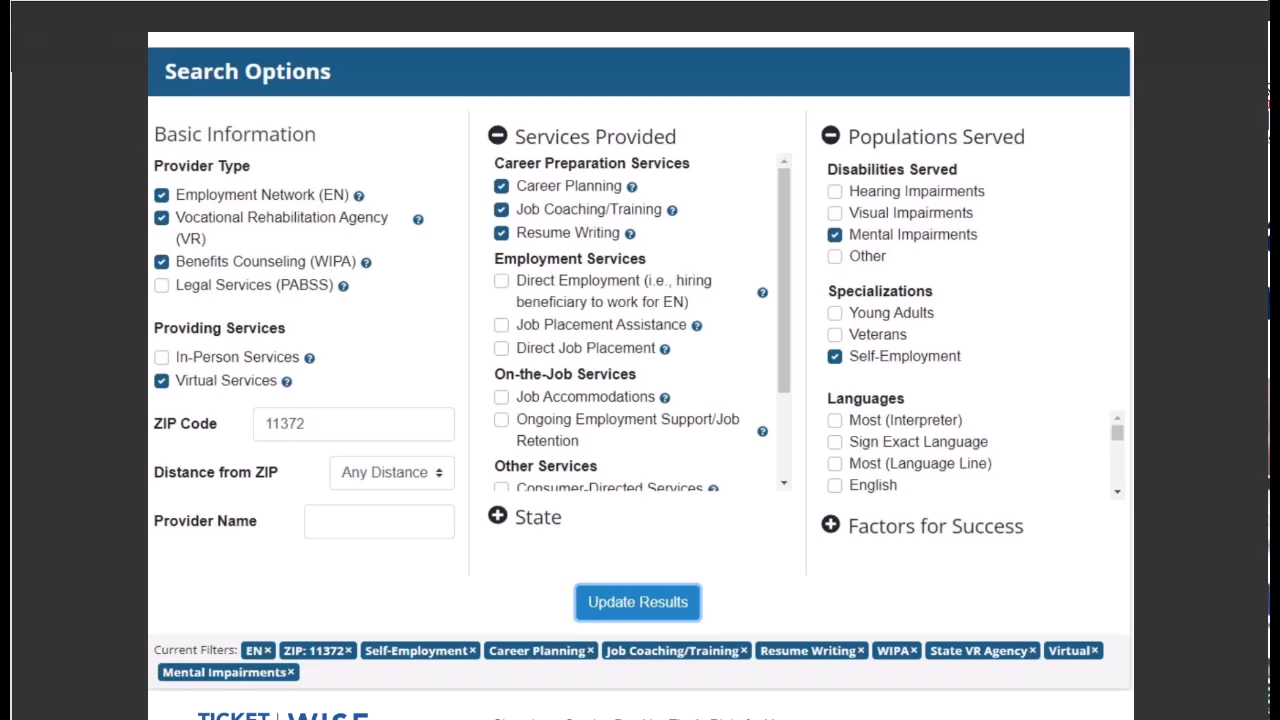 Search Options
Basic Information
Provider Type
Employment Network (EN)
Vocational Rehabilitation Agency
(VR)
Benefits Counseling (WIPA)
Legal Services (PABSS)
Providing Services
In-Person Services
Virtual Services
ZIP Code 11372
Distance from ZIP Any Distance
Provider Name
Services Provided
Career Preparation Services
Career Planning
Job Coaching/Training
Resume Writing
Employment Services
Direct Employment (i.e., hiring
beneficiary to work for EN)
Job Placement Assistance
Direct Job Placement
On-the-Job Services
Job Accommodations
Ongoing Employment Support/Job
Retention
Other Services
Consumer-Directed Services
State
Populations Served
Disabilities Served
Hearing Impairments
Visual Impairments
Mental Impairments
Other
Specializations
Young Adults
Veterans
Self-Employment
Languages
Most (Interpreter)
Sign Exact Language
Most (Language Line)
English
Factors for Success
Update Results
Current Filters: EN× ZIP: 11372× Self-Employment× Career Planning× Job Coaching/Training× Resume Writing× WIPA× State VR Agency× Virtual×
Mental Impairments×
TICKET WISE